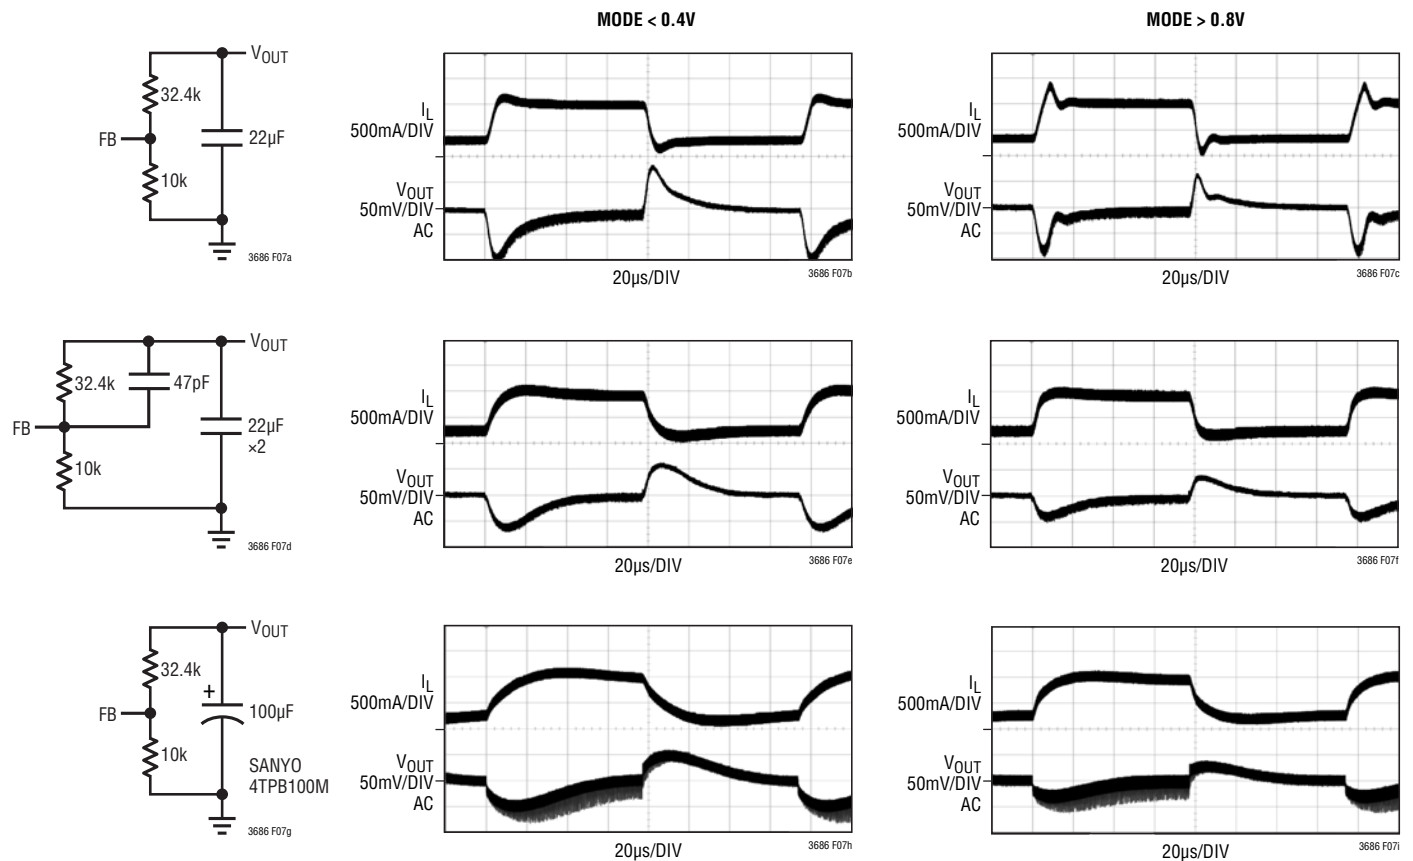 MODE < 0.4V
MODE > 0.8V
VOUT
32.4k
FB
22µF
10k
3686 F07a
IL
500mA/DIV
VOUT
50mV/DIV
AC
20µs/DIV
3686 F07b
IL
500mA/DIV
VOUT
50mV/DIV
AC
20µs/DIV
3686 F07c
VOUT
32.4k
47pF
FB
22µF
×2
10k
3686 F07d
IL
500mA/DIV
VOUT
50mV/DIV
AC
20µs/DIV
3686 F07e
IL
500mA/DIV
VOUT
50mV/DIV
AC
20µs/DIV
3686 F07f
VOUT
32.4k
+
FB
100µF
10k
SANYO
4TPB100M
3686 F07g
IL
500mA/DIV
VOUT
50mV/DIV
AC
20µs/DIV
3686 F07h
IL
500mA/DIV
VOUT
50mV/DIV
AC
20µs/DIV
3686 F07i